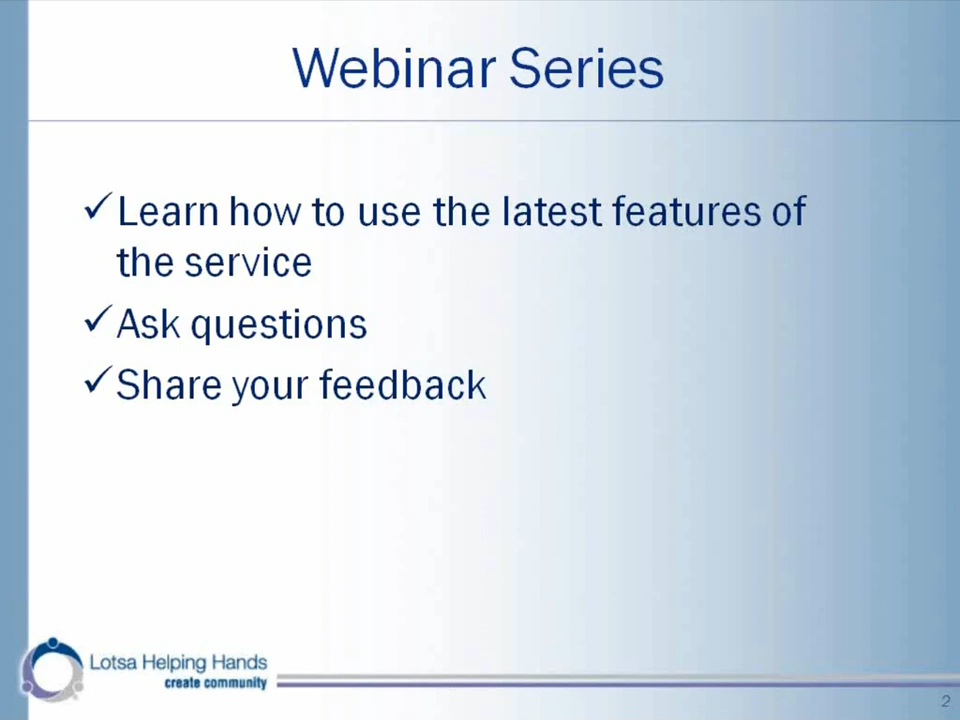 Webinar Series
✓Learn how to use the latest features of
the service
✓Ask questions
✓Share your feedback
Lotsa Helping Hands
create community
2